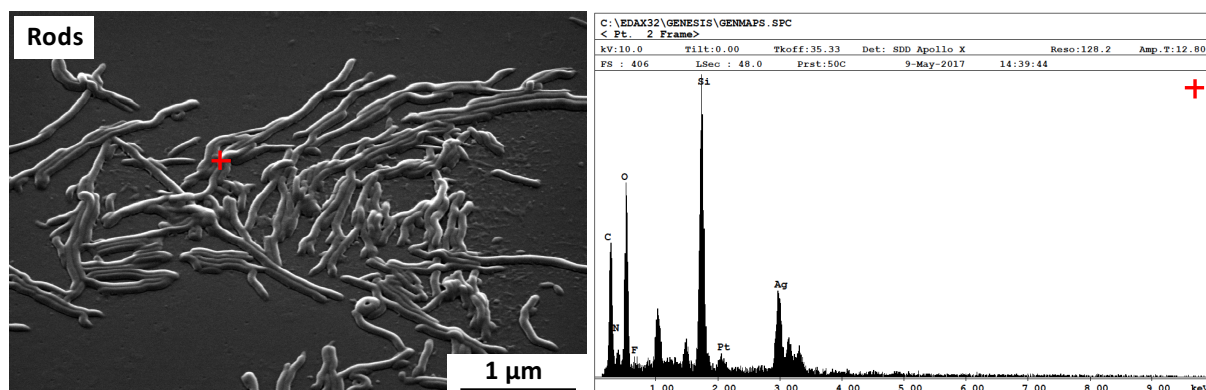 Rods
1 µm
C:\EDAX32\GENESIS\GENMAPS.SPC
< Pt. 2 Frame>
kV:10.0 Tilt:0.00 Tkoff:35.33 Det: SDD Apollo X Reso:128.2 Amp.T:12.80
FS : 406 LSec : 48.0 Prst:50C 9-May-2017 14:39:44
Si
O
C
Ag
N
F
Pt
1.00 2.00 3.00 4.00 5.00 6.00 7.00 8.00 9.00 keV